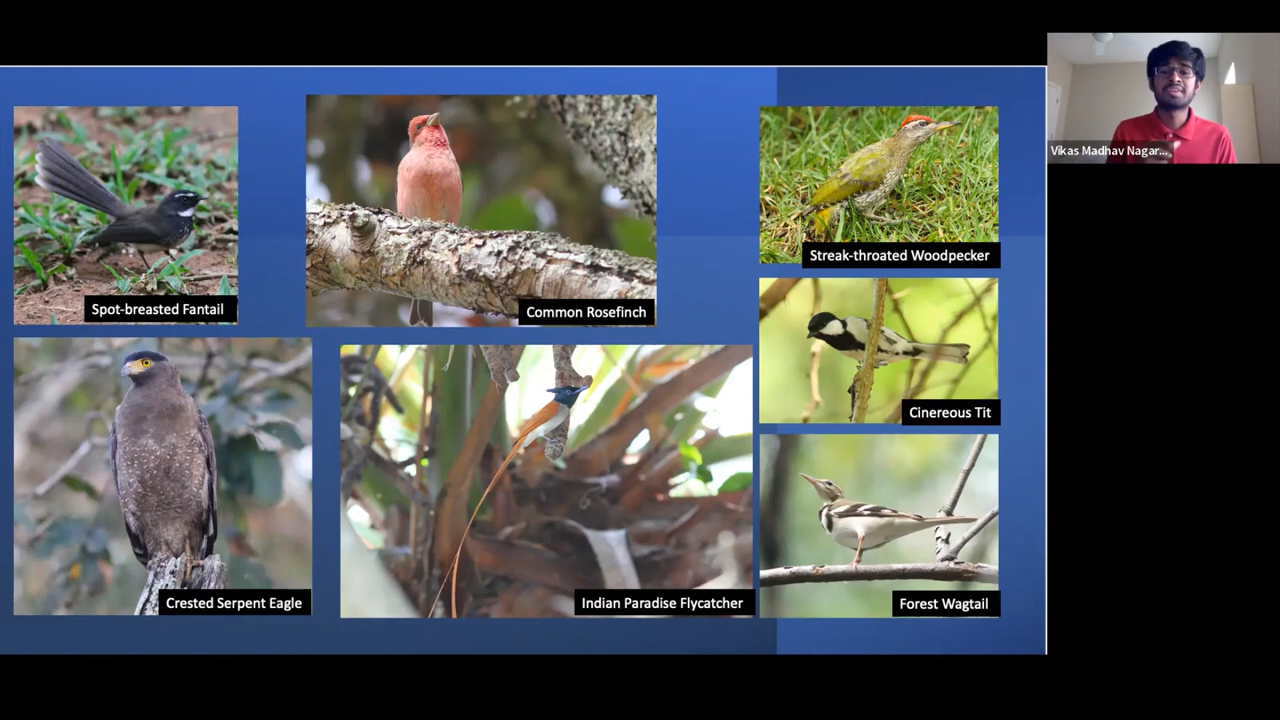 Vikas Madhav Nagar...
Spot-breasted Fantail
Common Rosefinch
Streak-throated Woodpecker
Cinereous Tit
Crested Serpent Eagle
Indian Paradise Flycatcher
Forest Wagtail